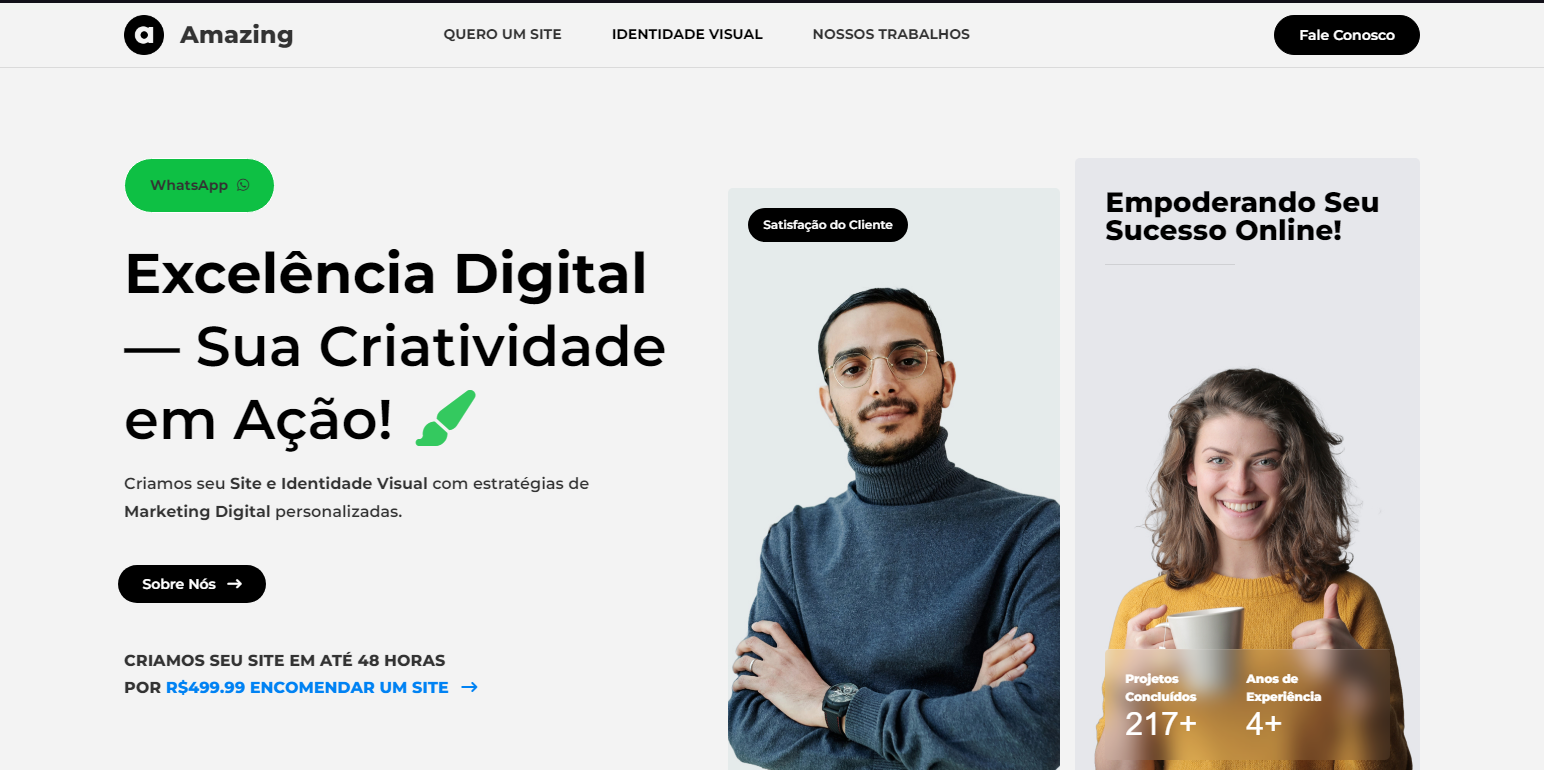 a Amazing
QUERO UM SITE
IDENTIDADE VISUAL
NOSSOS TRABALHOS
Fale Conosco
WhatsApp
Excelência Digital
— Sua Criatividade
em Ação!
Criamos seu Site e Identidade Visual com estratégias de
Marketing Digital personalizadas.
Sobre Nós
CRIAMOS SEU SITE EM ATÉ 48 HORAS
POR R$499.99 ENCOMENDAR UM SITE
Satisfação do Cliente
Empoderando Seu
Sucesso Online!
Projetos
Concluídos
217+
Anos de
Experiência
4+